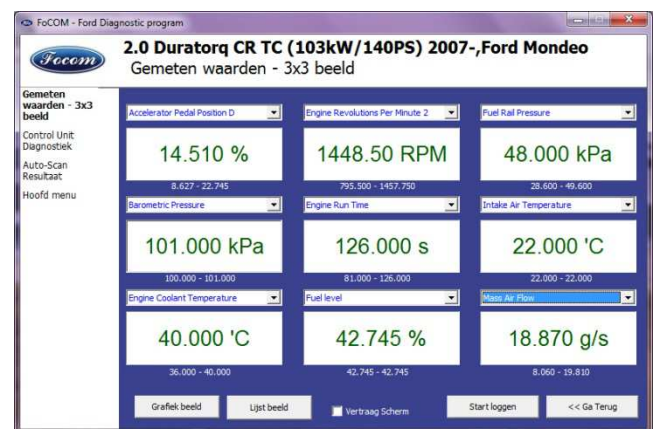 FoCOM - Ford Diagnostic program
Focom
2.0 Duratorq CR TC (103kW/140PS) 2007-,Ford Mondeo
Gemeten waarden - 3x3 beeld
Gemeten
waarden - 3x3
beeld
Control Unit
Diagnostiek
Auto-Scan
Resultaat
Hoofd menu
Accelerator Pedal Position D
Engine Revolutions Per Minute 2
Fuel Rail Pressure
14.510 %
1448.50 RPM
48.000 kPa
8.627 - 22.745
795.500 - 1457.750
28.600 - 49.600
Barometric Pressure
Engine Run Time
Intake Air Temperature
101.000 kPa
126.000 s
22.000 'C
100.000 - 101.000
81.000 - 126.000
22.000 - 22.000
Engine Coolant Temperature
Fuel level
Mass Air Flow
40.000 'C
42.745 %
18.870 g/s
36.000 - 40.000
42.745 - 42.745
8.060 - 19.810
Grafiek beeld
Lijst beeld
Vertraag Scherm
Start loggen
<< Ga Terug